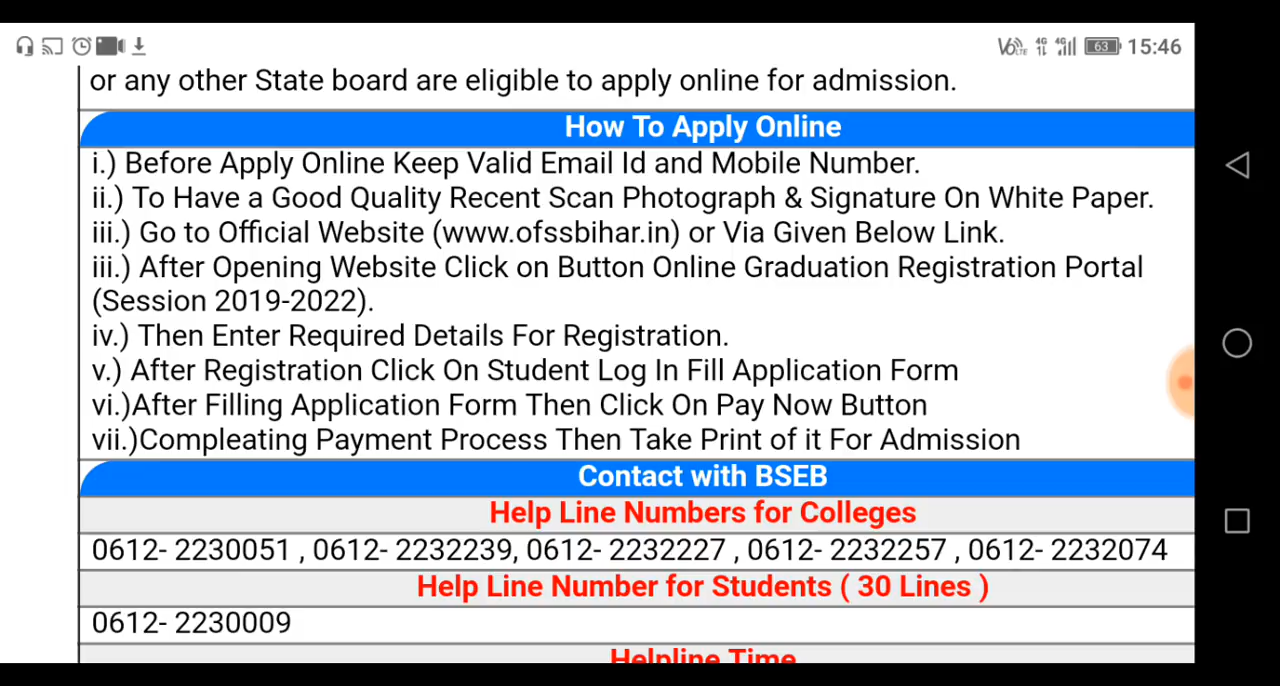 63 15:46
or any other State board are eligible to apply online for admission.
How To Apply Online
i.) Before Apply Online Keep Valid Email Id and Mobile Number.
ii.) To Have a Good Quality Recent Scan Photograph & Signature On White Paper.
iii.) Go to Official Website (www.ofssbihar.in) or Via Given Below Link.
iii.) After Opening Website Click on Button Online Graduation Registration Portal
(Session 2019-2022).
iv.) Then Enter Required Details For Registration.
v.) After Registration Click On Student Log In Fill Application Form
vi.)After Filling Application Form Then Click On Pay Now Button
vii.)Compleating Payment Process Then Take Print of it For Admission
Contact with BSEB
Help Line Numbers for Colleges
0612- 2230051 , 0612- 2232239, 0612- 2232227 , 0612- 2232257 , 0612- 2232074
Help Line Number for Students ( 30 Lines )
0612- 2230009
Helpline Time